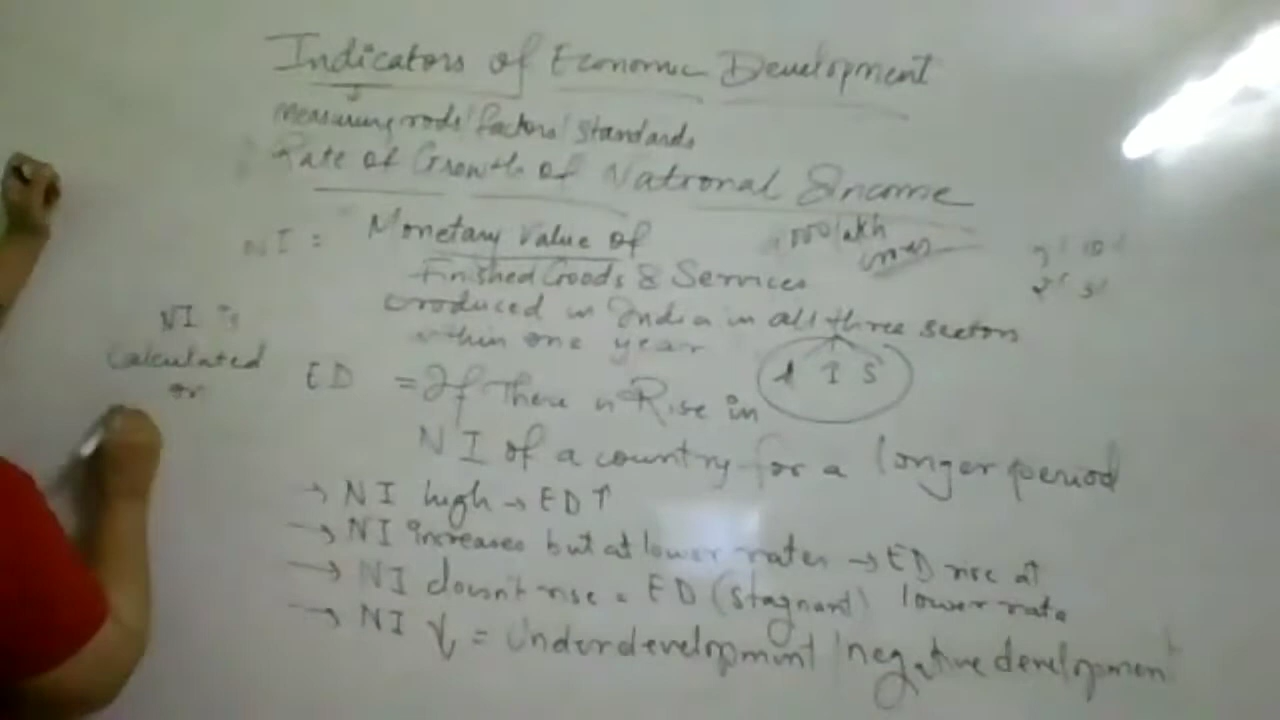 Indicators of Economic Development
measuring rods/factors/standards
Rate of Growth of National Income
NI = Monetary value of
Finished Goods & Services
produced in India in all three sectors
within one year
A I S
NI is
calculated
ED = If There is Rise in
NI of a country for a longer period
→ NI high → ED↑
→ NI increases but at lower rates → ED rise at
lower rate
→ NI doesn't rise = ED (stagnant)
→ NI ↓ = Underdevelopment/negative development